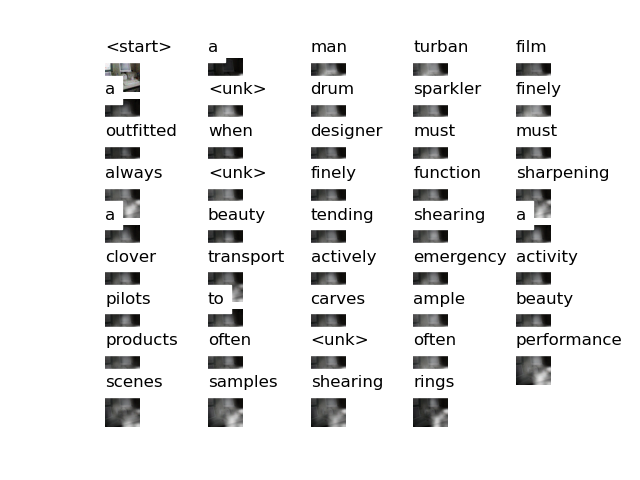 <start> a man turban film
a <unk> drum sparkler finely
outfitted when designer must must
always <unk> finely function sharpening
a beauty tending shearing a
clover transport actively emergency activity
pilots to carves ample beauty
products often <unk> often performance
scenes samples shearing rings